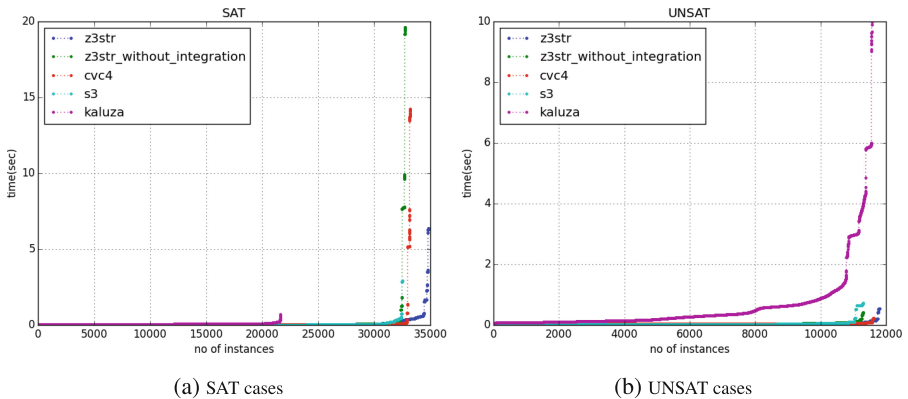 SAT
20
15
10
5
0
time(sec)
z3str
z3str_without_integration
cvc4
s3
kaluza
0 5000 10000 15000 20000 25000 30000 35000
no of instances
(a) SAT cases
UNSAT
10
8
6
4
2
0
time(sec)
z3str
z3str_without_integration
cvc4
s3
kaluza
0 2000 4000 6000 8000 10000 12000
no of instances
(b) UNSAT cases